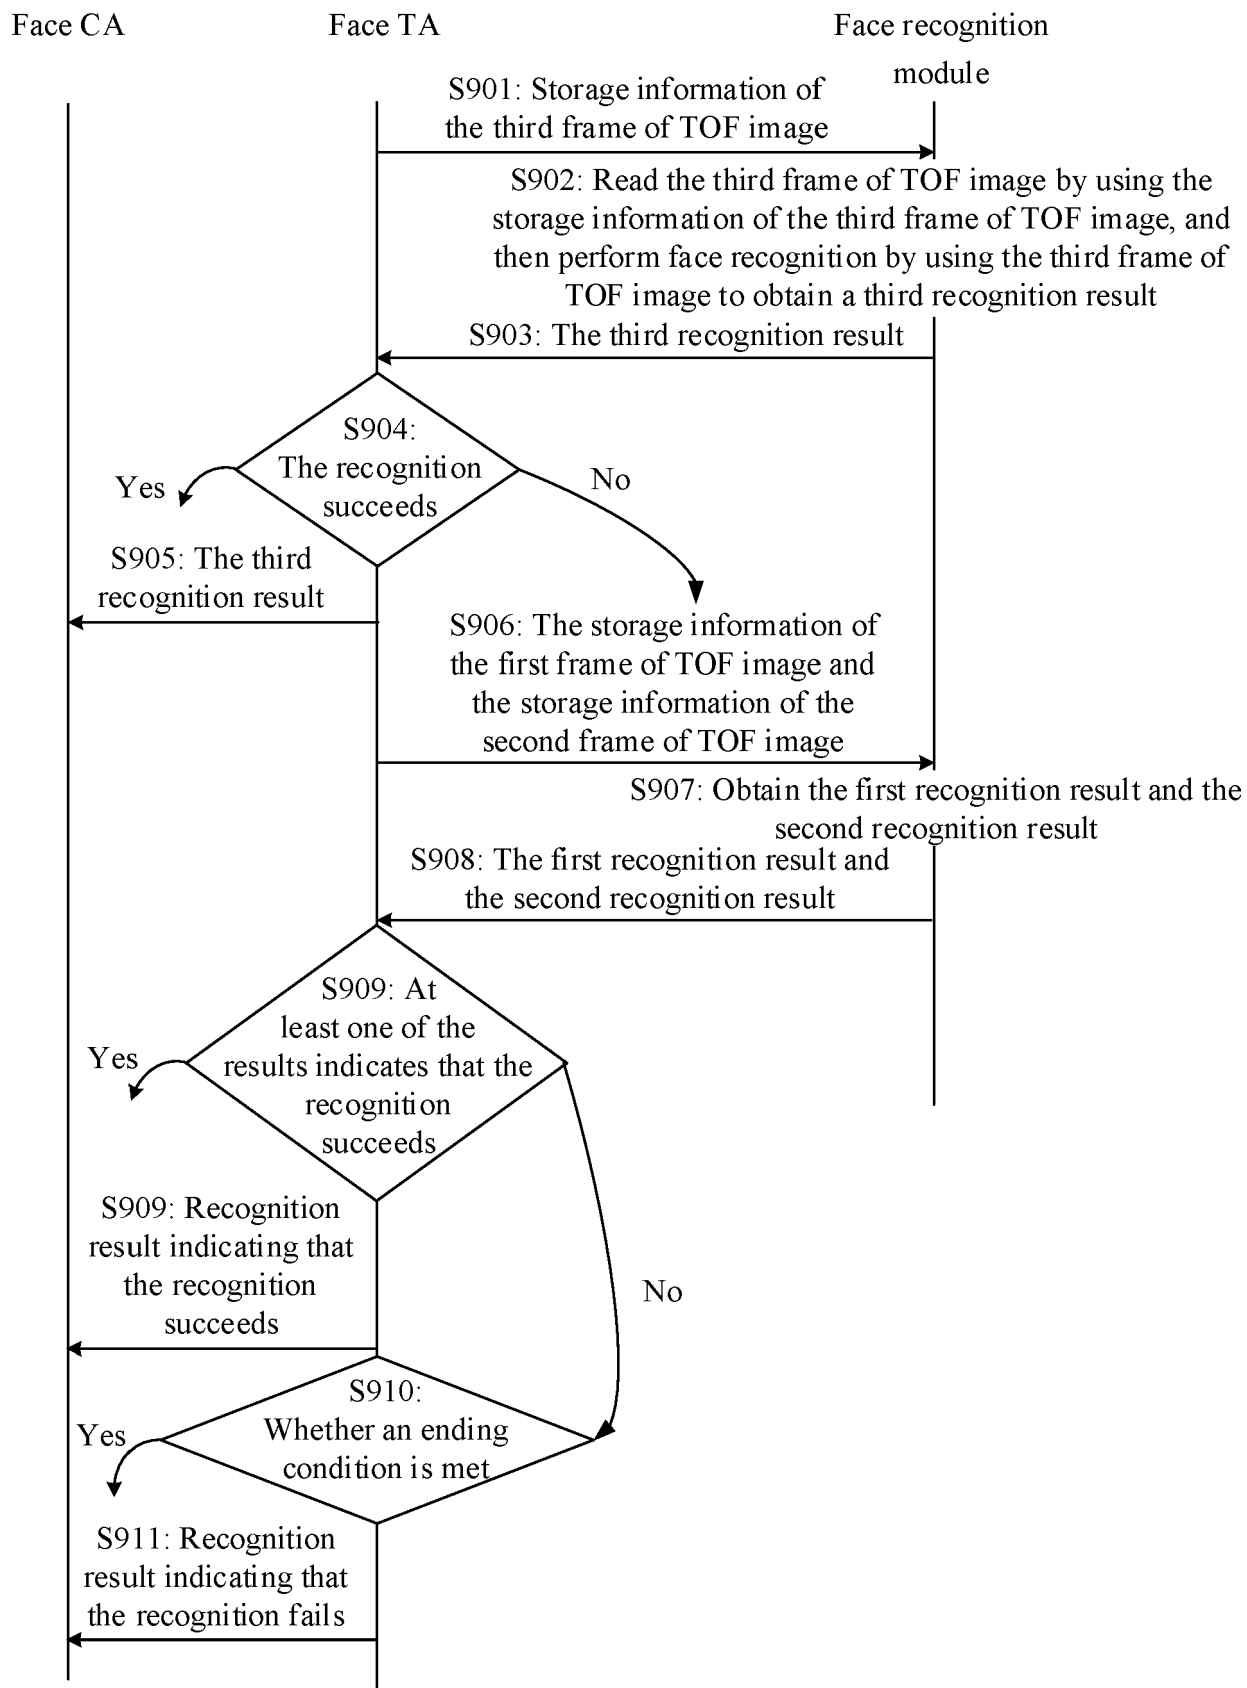 Face CA
Face TA
Face recognition
module
S901: Storage information of
the third frame of TOF image
S902: Read the third frame of TOF image by using the
storage information of the third frame of TOF image, and
then perform face recognition by using the third frame of
TOF image to obtain a third recognition result
S903: The third recognition result
S904:
The recognition
succeeds
Yes
No
S905: The third
recognition result
S906: The storage information of
the first frame of TOF image and
the storage information of the
second frame of TOF image
S907: Obtain the first recognition result and the
second recognition result
S908: The first recognition result and
the second recognition result
S909: At
least one of the
results indicates that the
recognition
succeeds
Yes
No
S909: Recognition
result indicating that
the recognition
succeeds
S910:
Whether an ending
condition is met
Yes
S911: Recognition
result indicating that
the recognition fails